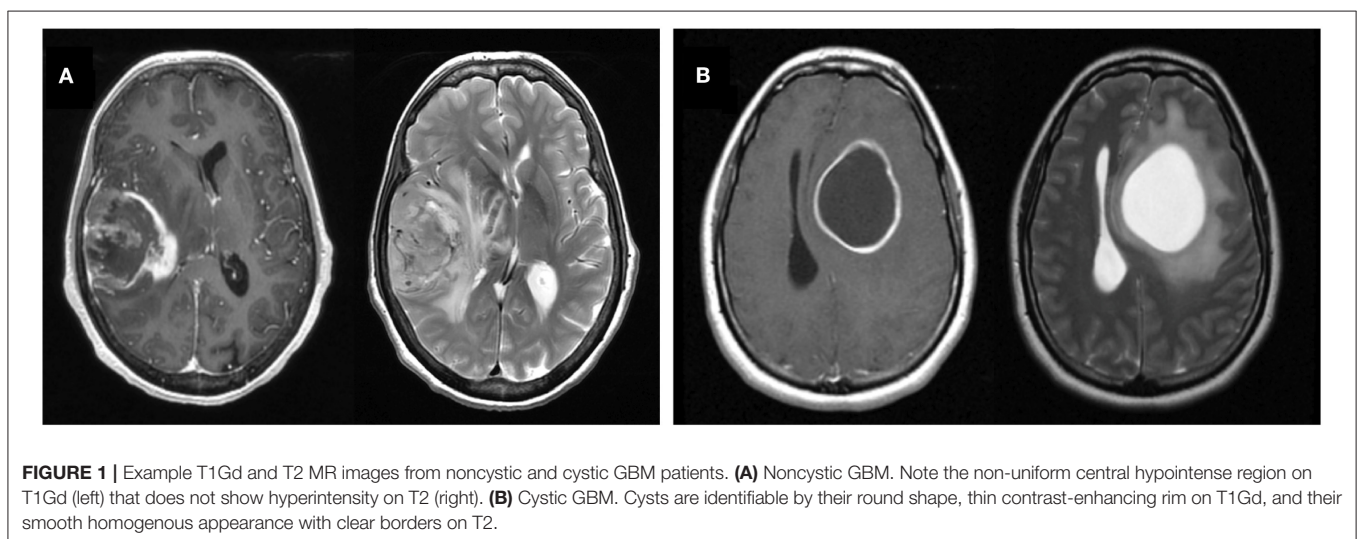 A
B
FIGURE 1 | Example T1Gd and T2 MR images from noncystic and cystic GBM patients. (A) Noncystic GBM. Note the non-uniform central hypointense region on
T1Gd (left) that does not show hyperintensity on T2 (right). (B) Cystic GBM. Cysts are identifiable by their round shape, thin contrast-enhancing rim on T1Gd, and their
smooth homogenous appearance with clear borders on T2.